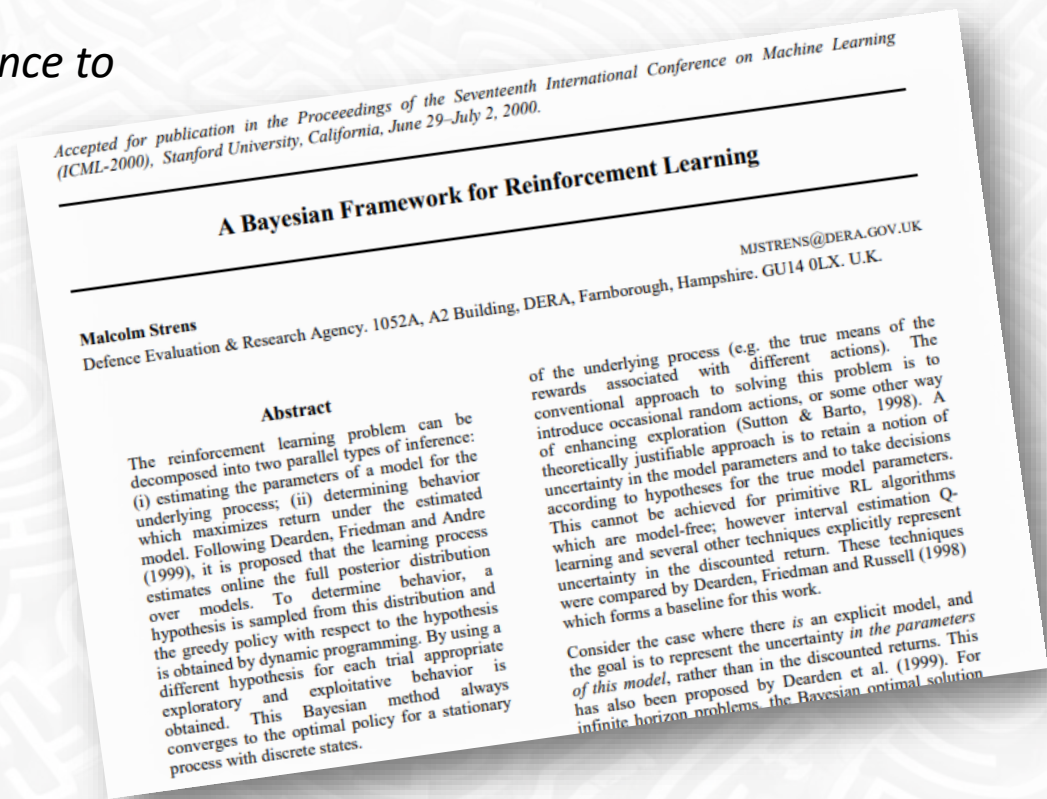 nce to
Accepted for publication in the Proceeedings of the Seventeenth International Conference on Machine Learning
(ICML-2000), Stanford University, California, June 29–July 2, 2000.
A Bayesian Framework for Reinforcement Learning
MJSTRENS@DERA.GOV.UK
Malcolm Strens
Defence Evaluation & Research Agency. 1052A, A2 Building, DERA, Farnborough, Hampshire. GU14 0LX. U.K.
Abstract
The reinforcement learning problem can be
decomposed into two parallel types of inference:
(i) estimating the parameters of a model for the
underlying process; (ii) determining behavior
which maximizes return under the estimated
model. Following Dearden, Friedman and Andre
(1999), it is proposed that the learning process
estimates online the full posterior distribution
over models. To determine behavior, a
hypothesis is sampled from this distribution and
the greedy policy with respect to the hypothesis
is obtained by dynamic programming. By using a
different hypothesis for each trial appropriate
exploratory and exploitative behavior is
obtained. This Bayesian method always
converges to the optimal policy for a stationary
process with discrete states.
of the underlying process (e.g. the true means of the
rewards associated with different actions). The
conventional approach to solving this problem is to
introduce occasional random actions, or some other way
of enhancing exploration (Sutton & Barto, 1998). A
theoretically justifiable approach is to retain a notion of
uncertainty in the model parameters and to take decisions
according to hypotheses for the true model parameters.
This cannot be achieved for primitive RL algorithms
which are model-free; however interval estimation Q-
learning and several other techniques explicitly represent
uncertainty in the discounted return. These techniques
were compared by Dearden, Friedman and Russell (1998)
which forms a baseline for this work.
Consider the case where there is an explicit model, and
the goal is to represent the uncertainty in the parameters
of this model, rather than in the discounted returns. This
has also been proposed by Dearden et al. (1999). For
infinite horizon problems, the Bayesian optimal solution